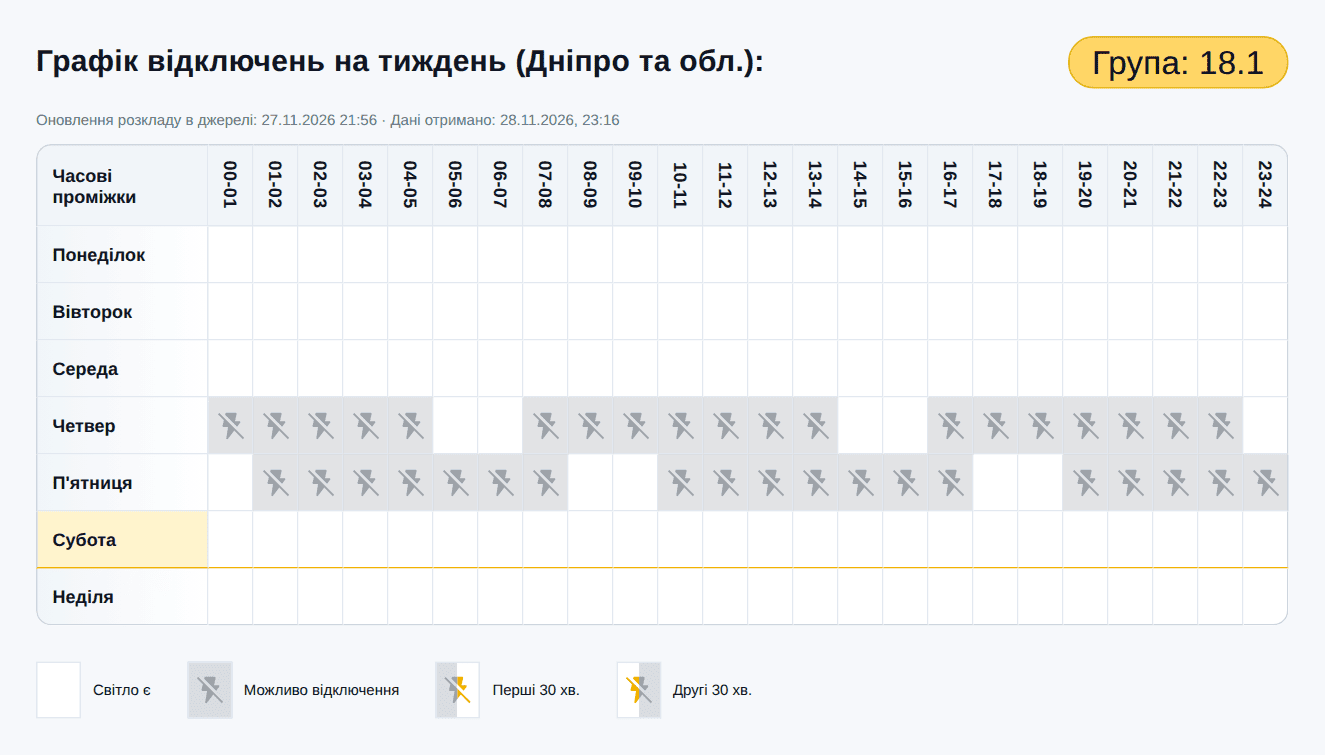 Графік відключень на тиждень (Дніпро та обл.):
Група: 18.1
Оновлення розкладу в джерелі: 27.11.2026 21:56 · Дані отримано: 28.11.2026, 23:16
Часові
проміжки
00-01
01-02
02-03
03-04
04-05
05-06
06-07
07-08
08-09
09-10
10-11
11-12
12-13
13-14
14-15
15-16
16-17
17-18
18-19
19-20
20-21
21-22
22-23
23-24
Понеділок
Вівторок
Середа
Четвер
П'ятниця
Субота
Неділя
Світло є
Можливо відключення
Перші 30 хв.
Другі 30 хв.